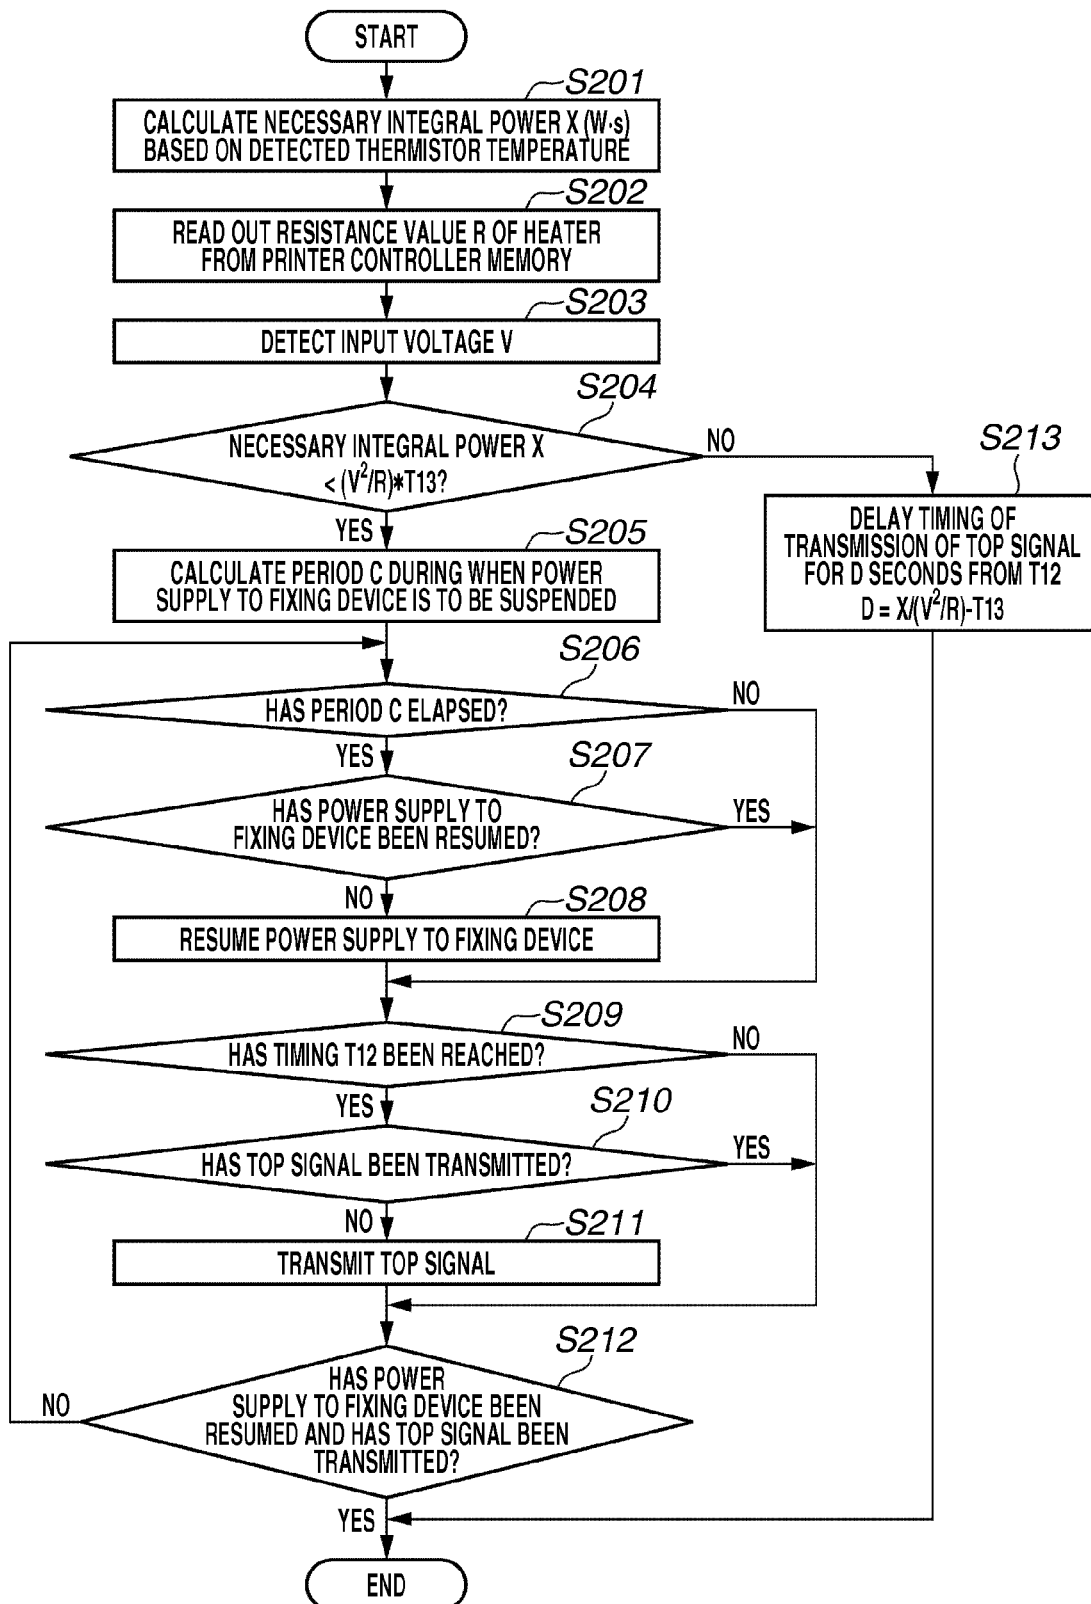 START
S201
CALCULATE NECESSARY INTEGRAL POWER X (W·s)
BASED ON DETECTED THERMISTOR TEMPERATURE
S202
READ OUT RESISTANCE VALUE R OF HEATER
FROM PRINTER CONTROLLER MEMORY
S203
DETECT INPUT VOLTAGE V
S204
NECESSARY INTEGRAL POWER X
< (V²/R)*T13?
NO
YES
S213
DELAY TIMING OF
TRANSMISSION OF TOP SIGNAL
FOR D SECONDS FROM T12
D = X/(V²/R)-T13
S205
CALCULATE PERIOD C DURING WHEN POWER
SUPPLY TO FIXING DEVICE IS TO BE SUSPENDED
S206
HAS PERIOD C ELAPSED?
NO
YES
S207
HAS POWER SUPPLY TO
FIXING DEVICE BEEN RESUMED?
YES
NO
S208
RESUME POWER SUPPLY TO FIXING DEVICE
S209
HAS TIMING T12 BEEN REACHED?
NO
YES
S210
HAS TOP SIGNAL BEEN TRANSMITTED?
YES
NO
S211
TRANSMIT TOP SIGNAL
S212
HAS POWER
SUPPLY TO FIXING DEVICE BEEN
RESUMED AND HAS TOP SIGNAL BEEN
TRANSMITTED?
NO
YES
END